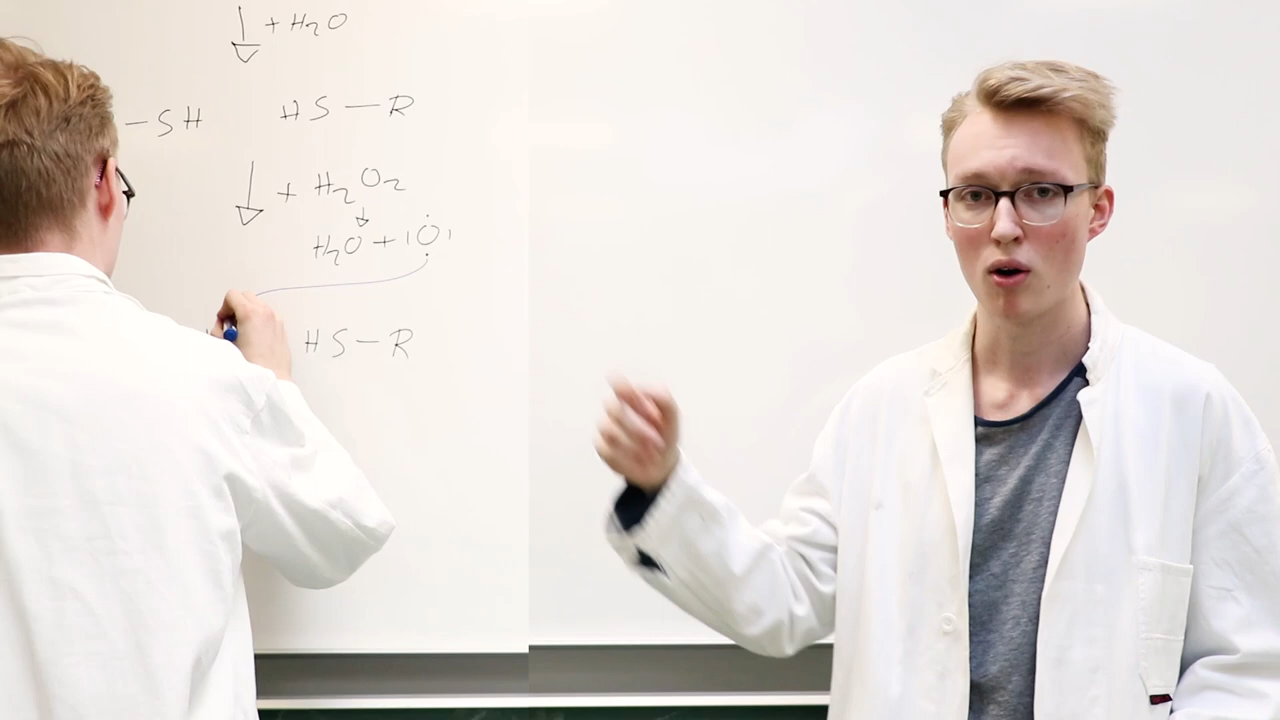 ↓ + H₂O
-SH HS-R
↓ + H₂O₂
↓
H₂O + |O|
HS-R